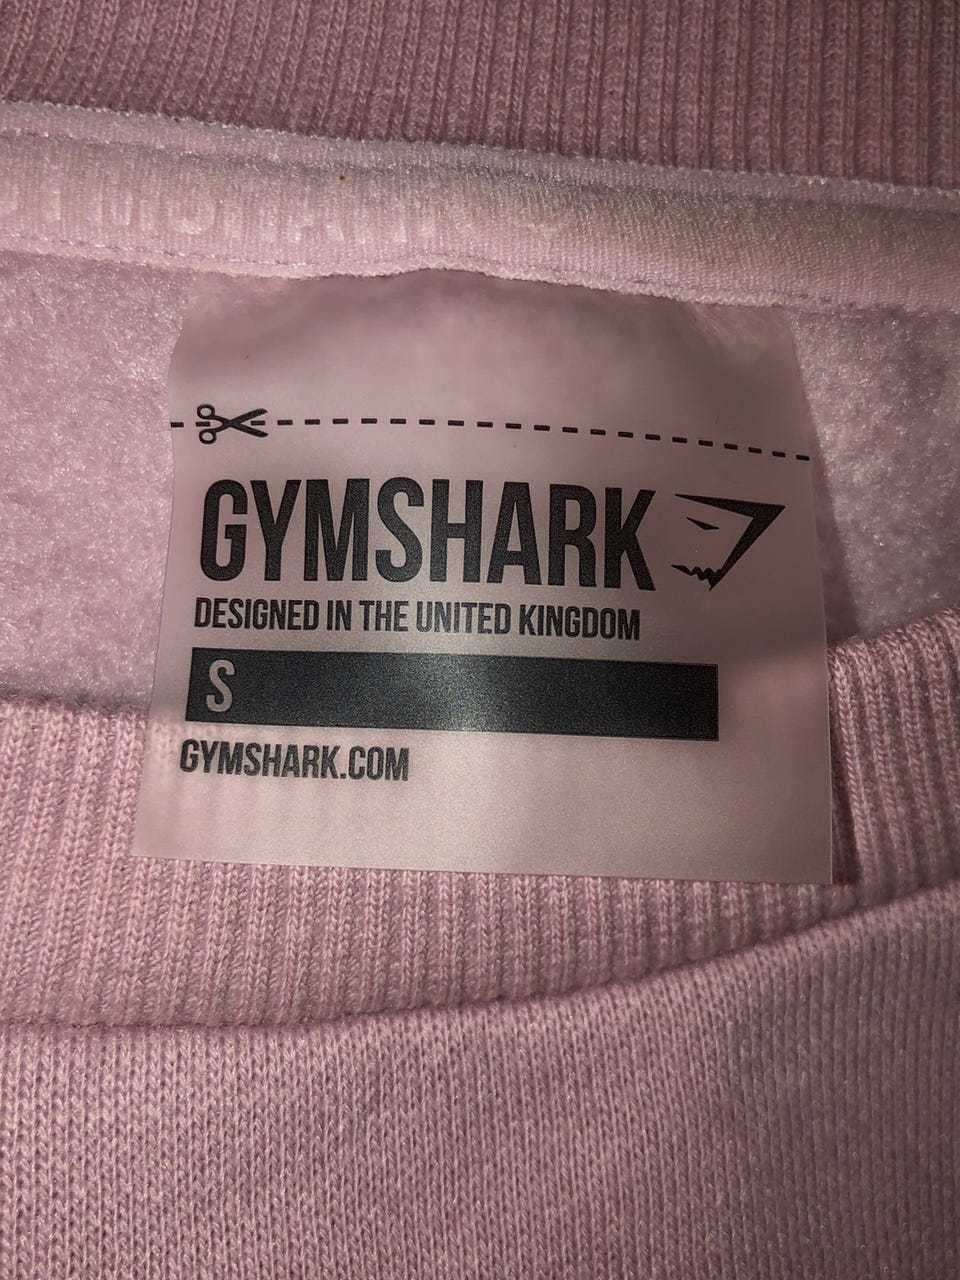 GYMSHARK
DESIGNED IN THE UNITED KINGDOM
S
GYMSHARK.COM